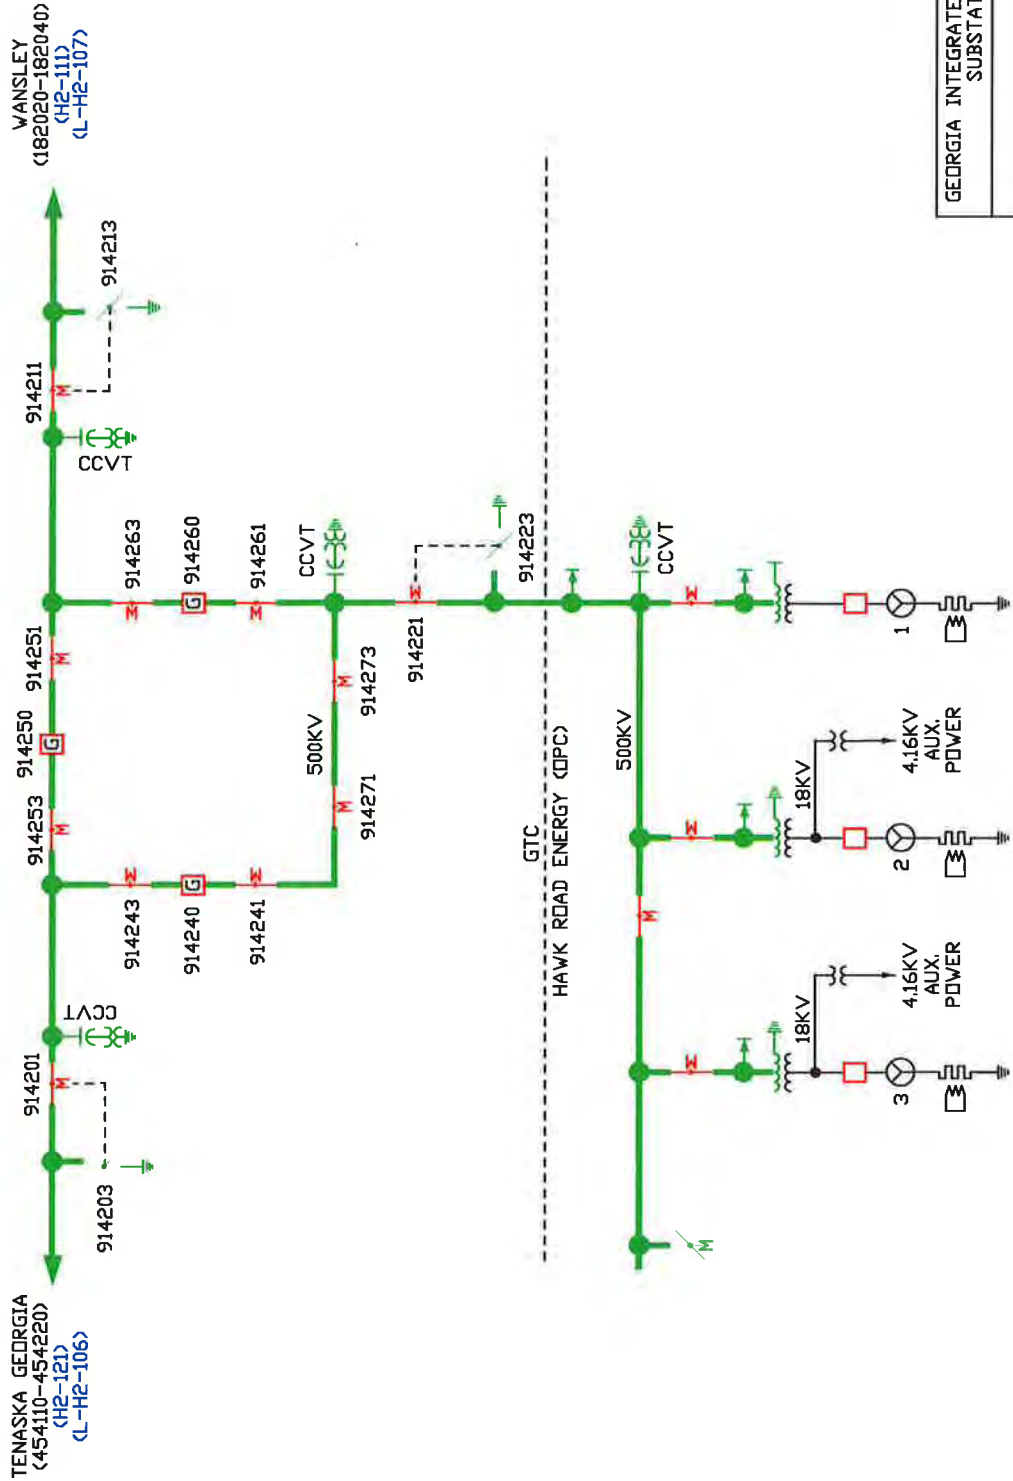 TENASKA GEORGIA
(454110-454220)
(H2-121)
(L-H2-106)
WANSLEY
(182020-182040)
(H2-111)
(L-H2-107)
914201
M
914203
CCVT
914253
M
914250
G
914251
M
CCVT
914211
M
914213
914243
M
914240
G
914241
M
914263
M
914260
G
914261
M
CCVT
500KV
914271
M
914273
M
914221
M
914223
GTC
HAWK ROAD ENERGY (OPC)
500KV
CCVT
M
M
M
M
M
18KV
18KV
4.16KV
AUX.
POWER
4.16KV
AUX.
POWER
3
2
1
GEORGIA INTEGRATE
SUBSTAT